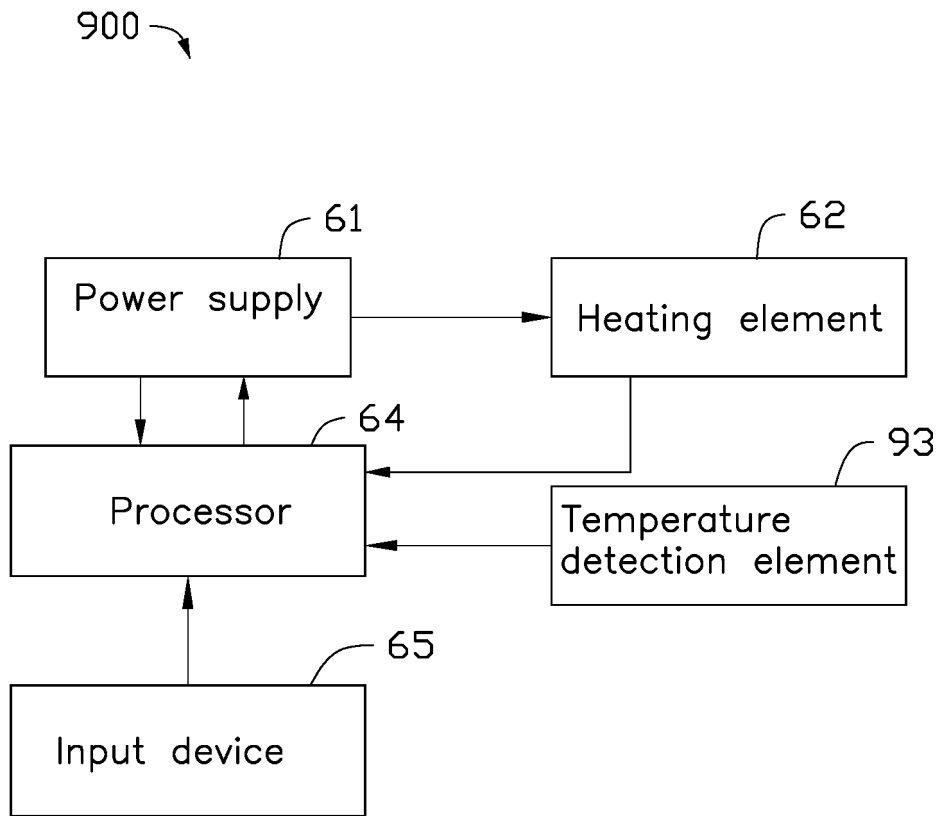 900
61
62
Power supply
Heating element
64
93
Processor
Temperature
detection element
65
Input device